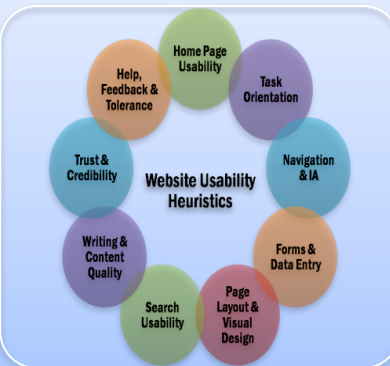 Home Page
Usability
Task
Orientation
Navigation
& IA
Forms &
Data Entry
Page
Layout &
Visual
Design
Search
Usability
Writing &
Content
Quality
Trust &
Credibility
Help,
Feedback &
Tolerance
Website Usability
Heuristics